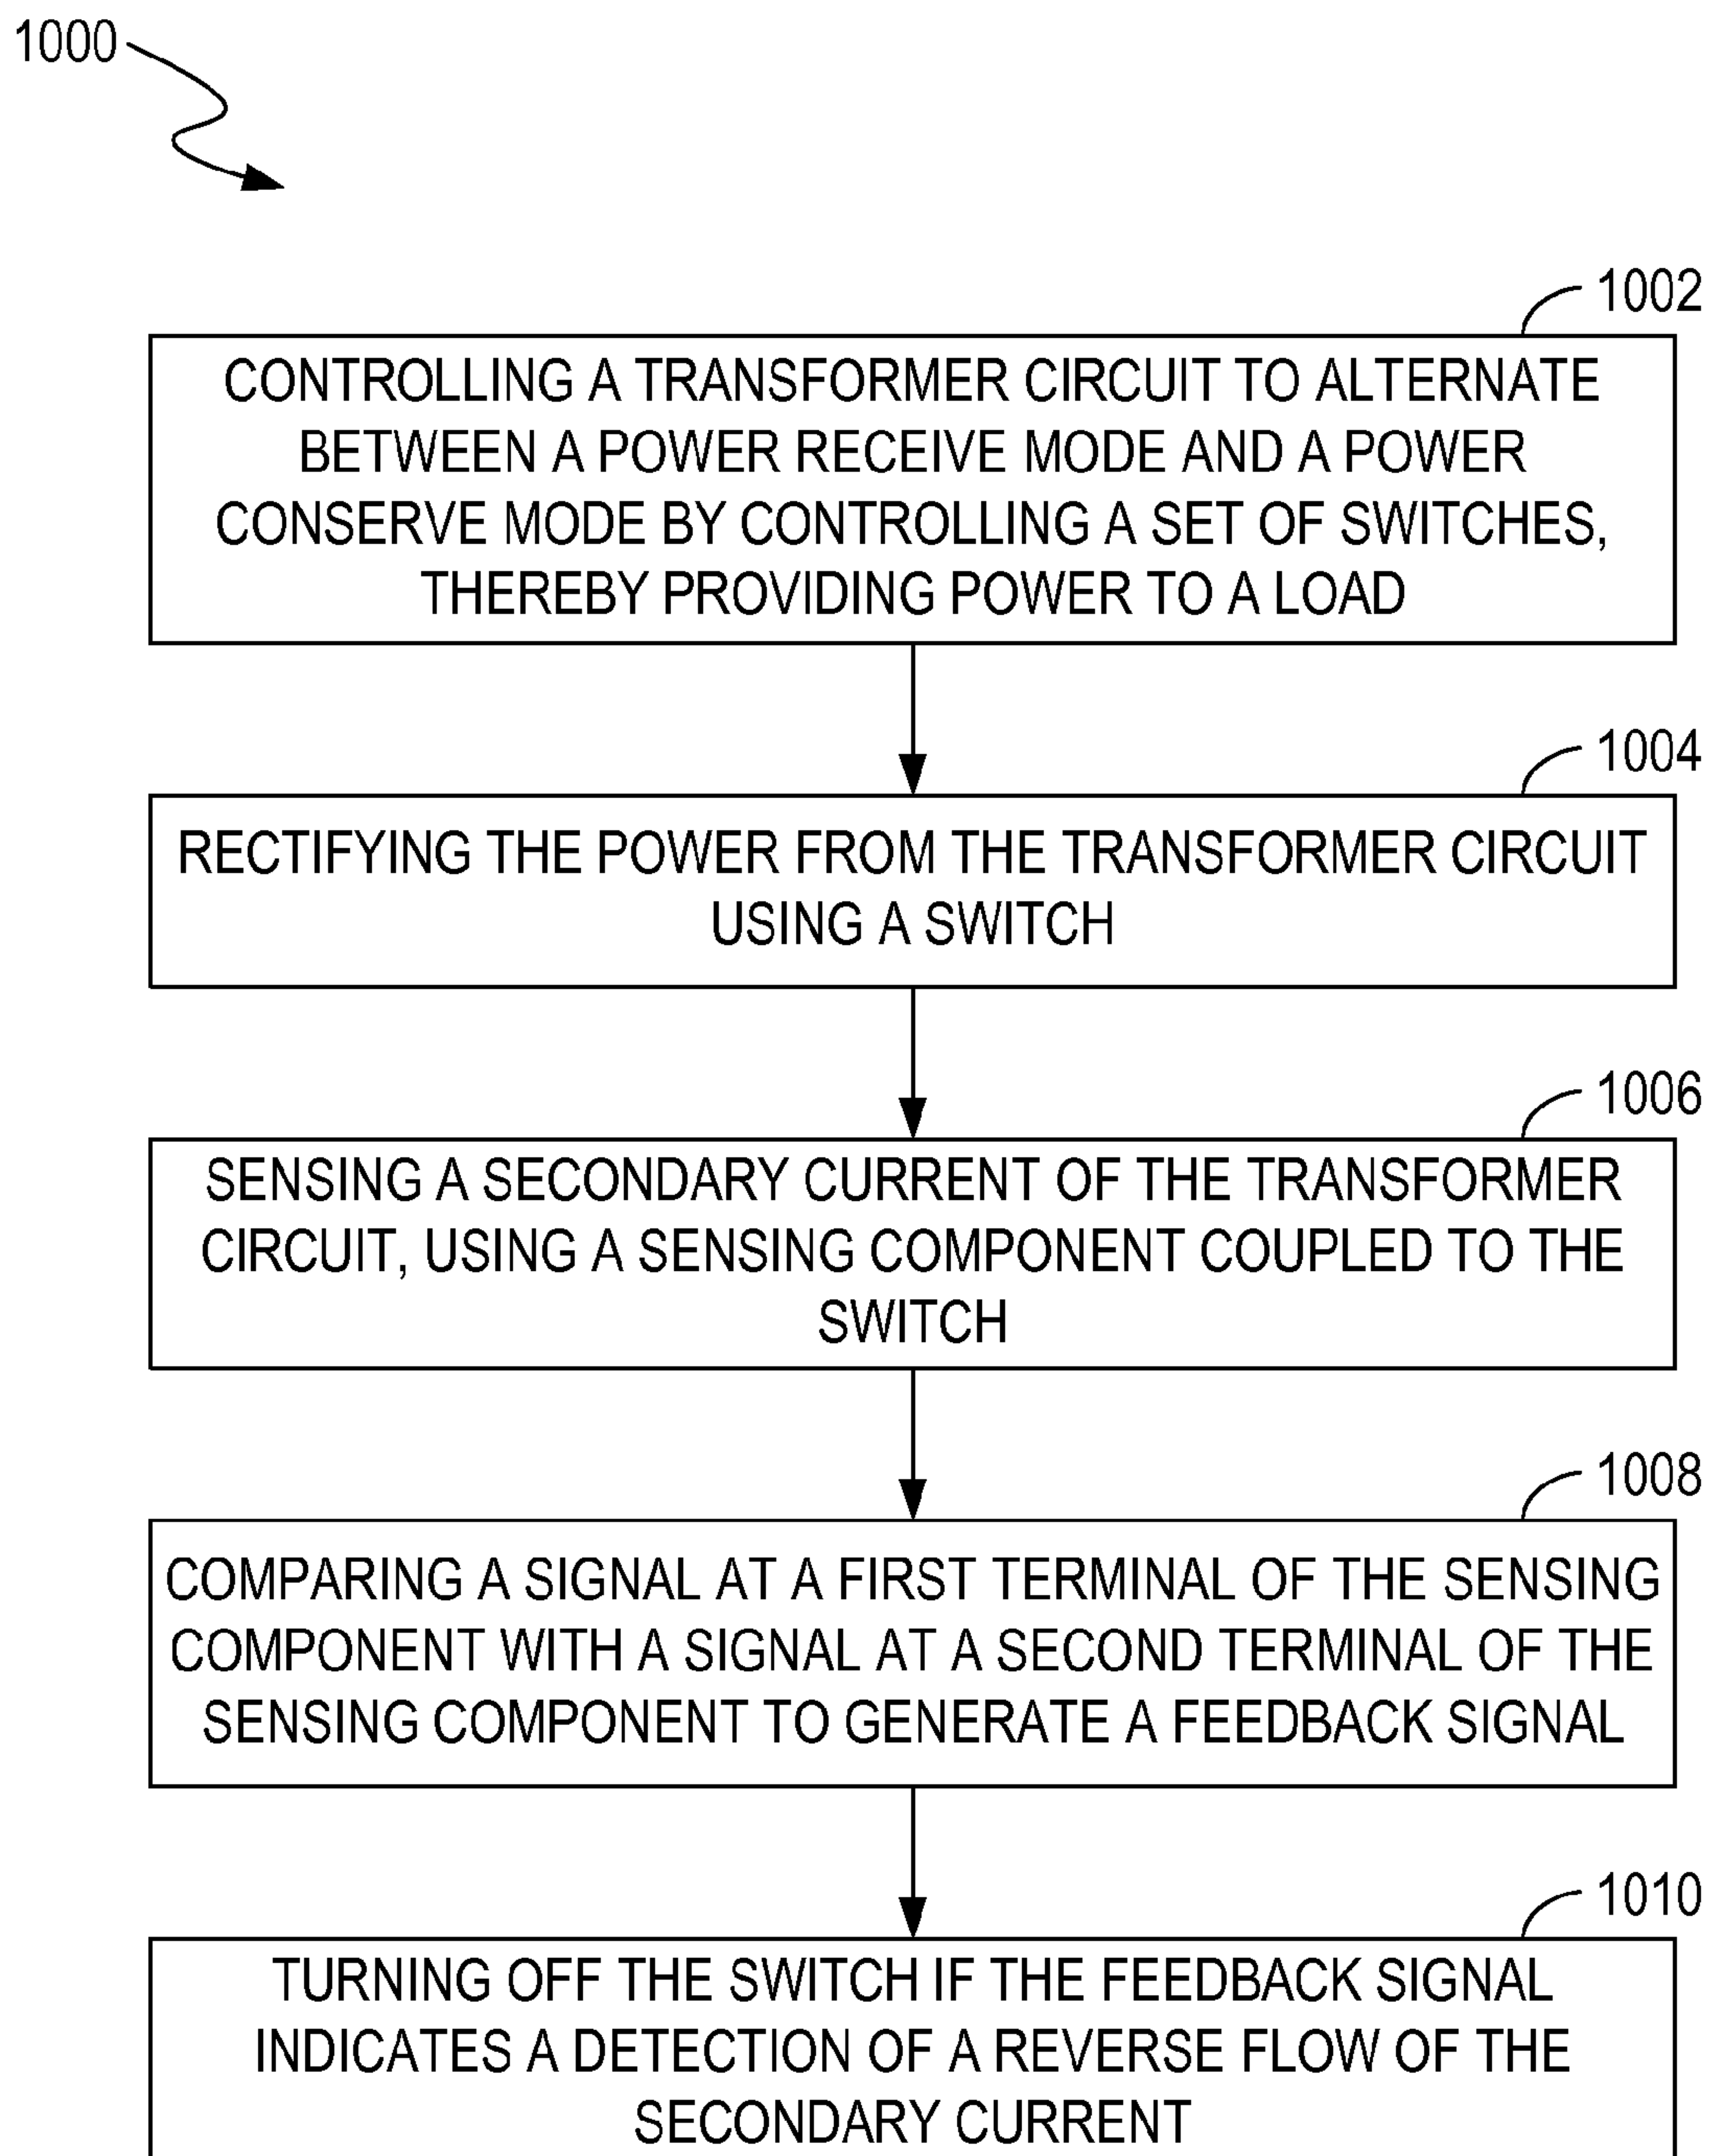 1000
1002
CONTROLLING A TRANSFORMER CIRCUIT TO ALTERNATE
BETWEEN A POWER RECEIVE MODE AND A POWER
CONSERVE MODE BY CONTROLLING A SET OF SWITCHES,
THEREBY PROVIDING POWER TO A LOAD
1004
RECTIFYING THE POWER FROM THE TRANSFORMER CIRCUIT
USING A SWITCH
1006
SENSING A SECONDARY CURRENT OF THE TRANSFORMER
CIRCUIT, USING A SENSING COMPONENT COUPLED TO THE
SWITCH
1008
COMPARING A SIGNAL AT A FIRST TERMINAL OF THE SENSING
COMPONENT WITH A SIGNAL AT A SECOND TERMINAL OF THE
SENSING COMPONENT TO GENERATE A FEEDBACK SIGNAL
1010
TURNING OFF THE SWITCH IF THE FEEDBACK SIGNAL
INDICATES A DETECTION OF A REVERSE FLOW OF THE
SECONDARY CURRENT